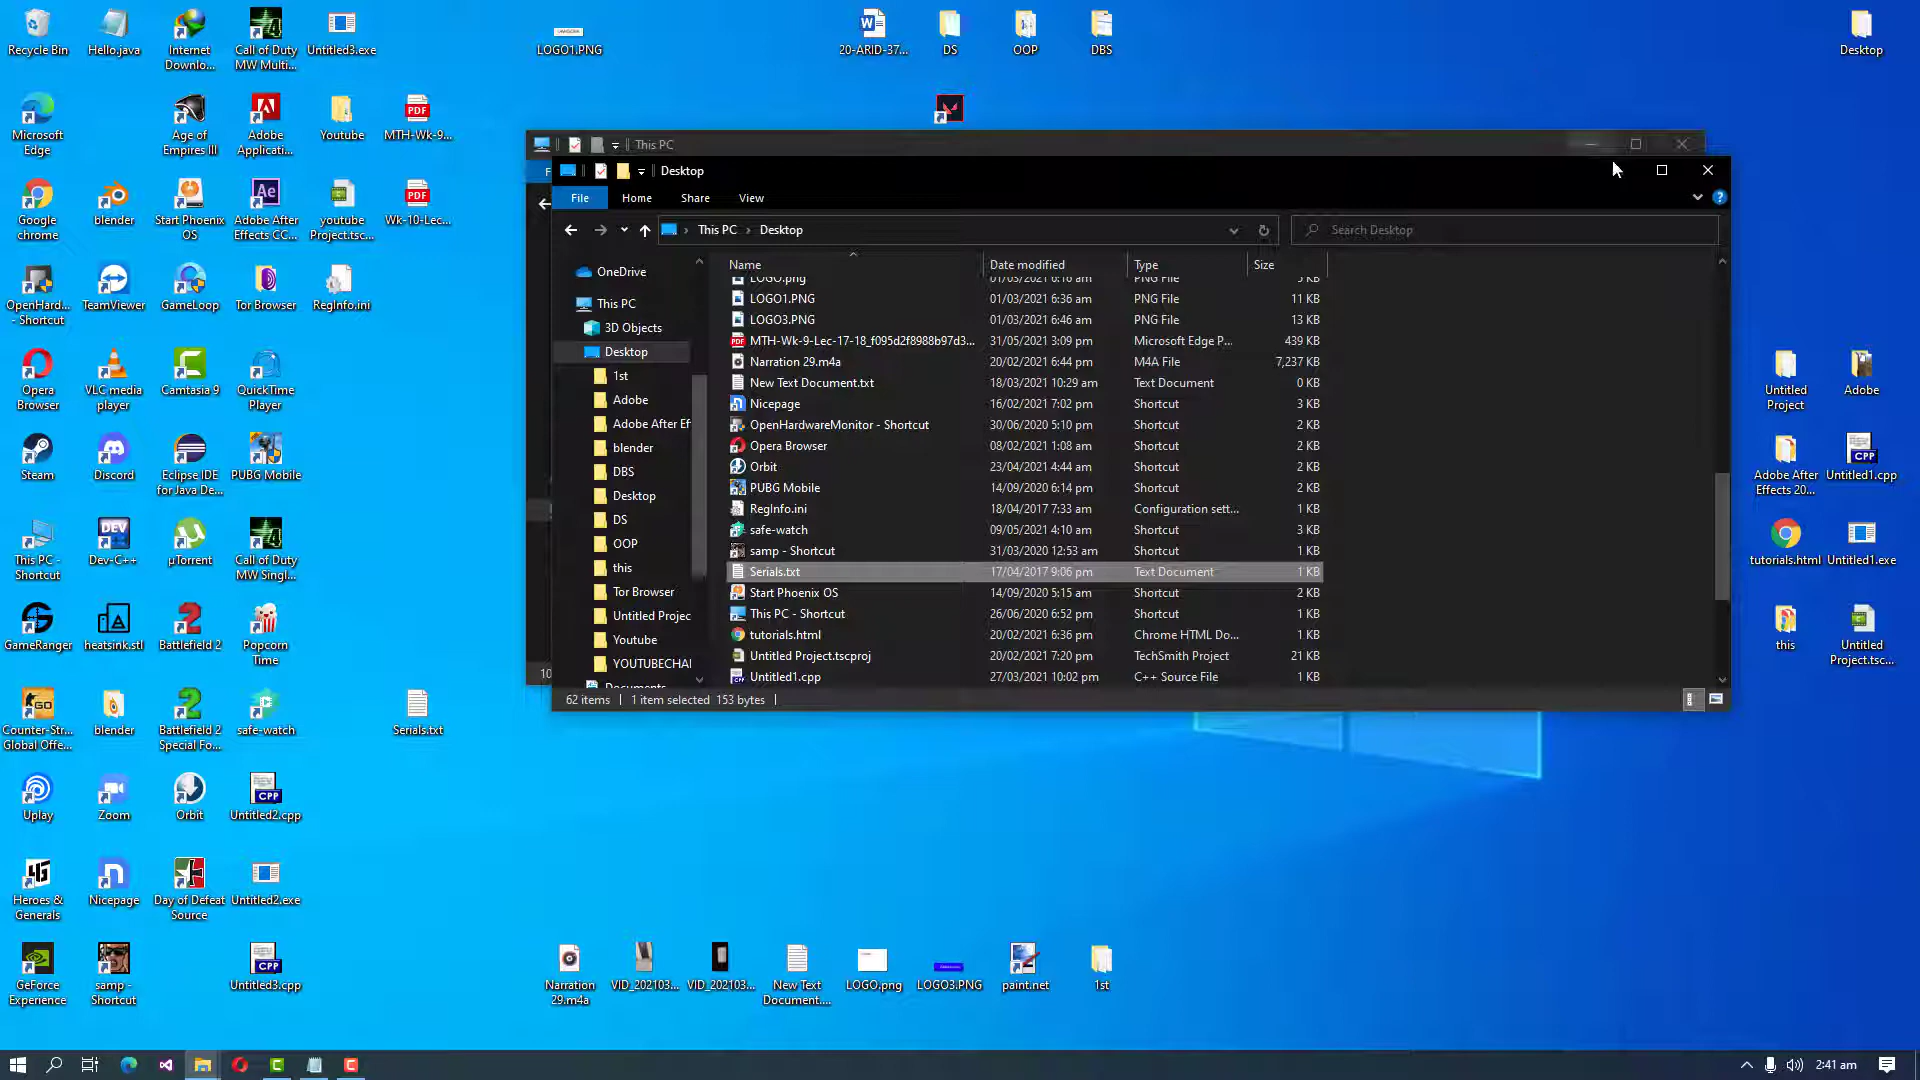 Recycle Bin
Hello.java
Internet
Downlo...
Call of Duty
MW Multi...
Untitled3.exe
LOGO1.PNG
20-ARID-37...
DS
OOP
DBS
Desktop
Microsoft
Edge
Age of
Empires III
Adobe
Applicati...
Youtube
MTH-Wk-9...
Google
chrome
blender
Start Phoenix
OS
Adobe After
Effects CC...
youtube
Project.tsc...
Wk-10-Lec...
OpenHard...
- Shortcut
TeamViewer
GameLoop
Tor Browser
RegInfo.ini
Opera
Browser
VLC media
player
Camtasia 9
QuickTime
Player
Steam
Discord
Eclipse IDE
for Java De...
PUBG Mobile
This PC -
Shortcut
Dev-C++
µTorrent
Call of Duty
MW Singl...
GameRanger
heatsink.stl
Battlefield 2
Popcorn
Time
Counter-Str...
Global Offe...
blender
Battlefield 2
Special Fo...
safe-watch
Serials.txt
Uplay
Zoom
Orbit
Untitled2.cpp
Heroes &
Generals
Nicepage
Day of Defeat
Source
Untitled2.exe
GeForce
Experience
samp -
Shortcut
Untitled3.cpp
This PC
Desktop
File
Home
Share
View
This PC
Desktop
Search Desktop
OneDrive
This PC
3D Objects
Desktop
1st
Adobe
Adobe After Ef
blender
DBS
Desktop
DS
OOP
this
Tor Browser
Untitled Projec
Youtube
YOUTUBECHAI
Documents
Name Date modified Type Size
LOGO.png 01/03/2021 6:16 am PNG File 5 KB
LOGO1.PNG 01/03/2021 6:36 am PNG File 11 KB
LOGO3.PNG 01/03/2021 6:46 am PNG File 13 KB
MTH-Wk-9-Lec-17-18_f095d2f8988b97d3... 31/05/2021 3:09 pm Microsoft Edge P... 439 KB
Narration 29.m4a 20/02/2021 6:44 pm M4A File 7,237 KB
New Text Document.txt 18/03/2021 10:29 am Text Document 0 KB
Nicepage 16/02/2021 7:02 pm Shortcut 3 KB
OpenHardwareMonitor - Shortcut 30/06/2020 5:10 pm Shortcut 2 KB
Opera Browser 08/02/2021 1:08 am Shortcut 2 KB
Orbit 23/04/2021 4:44 am Shortcut 2 KB
PUBG Mobile 14/09/2020 6:14 pm Shortcut 2 KB
RegInfo.ini 18/04/2017 7:33 am Configuration sett... 1 KB
safe-watch 09/05/2021 4:10 am Shortcut 3 KB
samp - Shortcut 31/03/2020 12:53 am Shortcut 1 KB
Serials.txt 17/04/2017 9:06 pm Text Document 1 KB
Start Phoenix OS 14/09/2020 5:15 am Shortcut 2 KB
This PC - Shortcut 26/06/2020 6:52 pm Shortcut 1 KB
tutorials.html 20/02/2021 6:36 pm Chrome HTML Do... 1 KB
Untitled Project.tscproj 20/02/2021 7:20 pm TechSmith Project 21 KB
Untitled1.cpp 27/03/2021 10:02 pm C++ Source File 1 KB
62 items
1 item selected 153 bytes
Untitled
Project
Adobe
Adobe After
Effects 20...
Untitled1.cpp
tutorials.html
Untitled1.exe
this
Untitled
Project.tsc...
Narration
29.m4a
VID_202103...
VID_202103...
New Text
Document....
LOGO.png
LOGO3.PNG
paint.net
1st
2:41 am